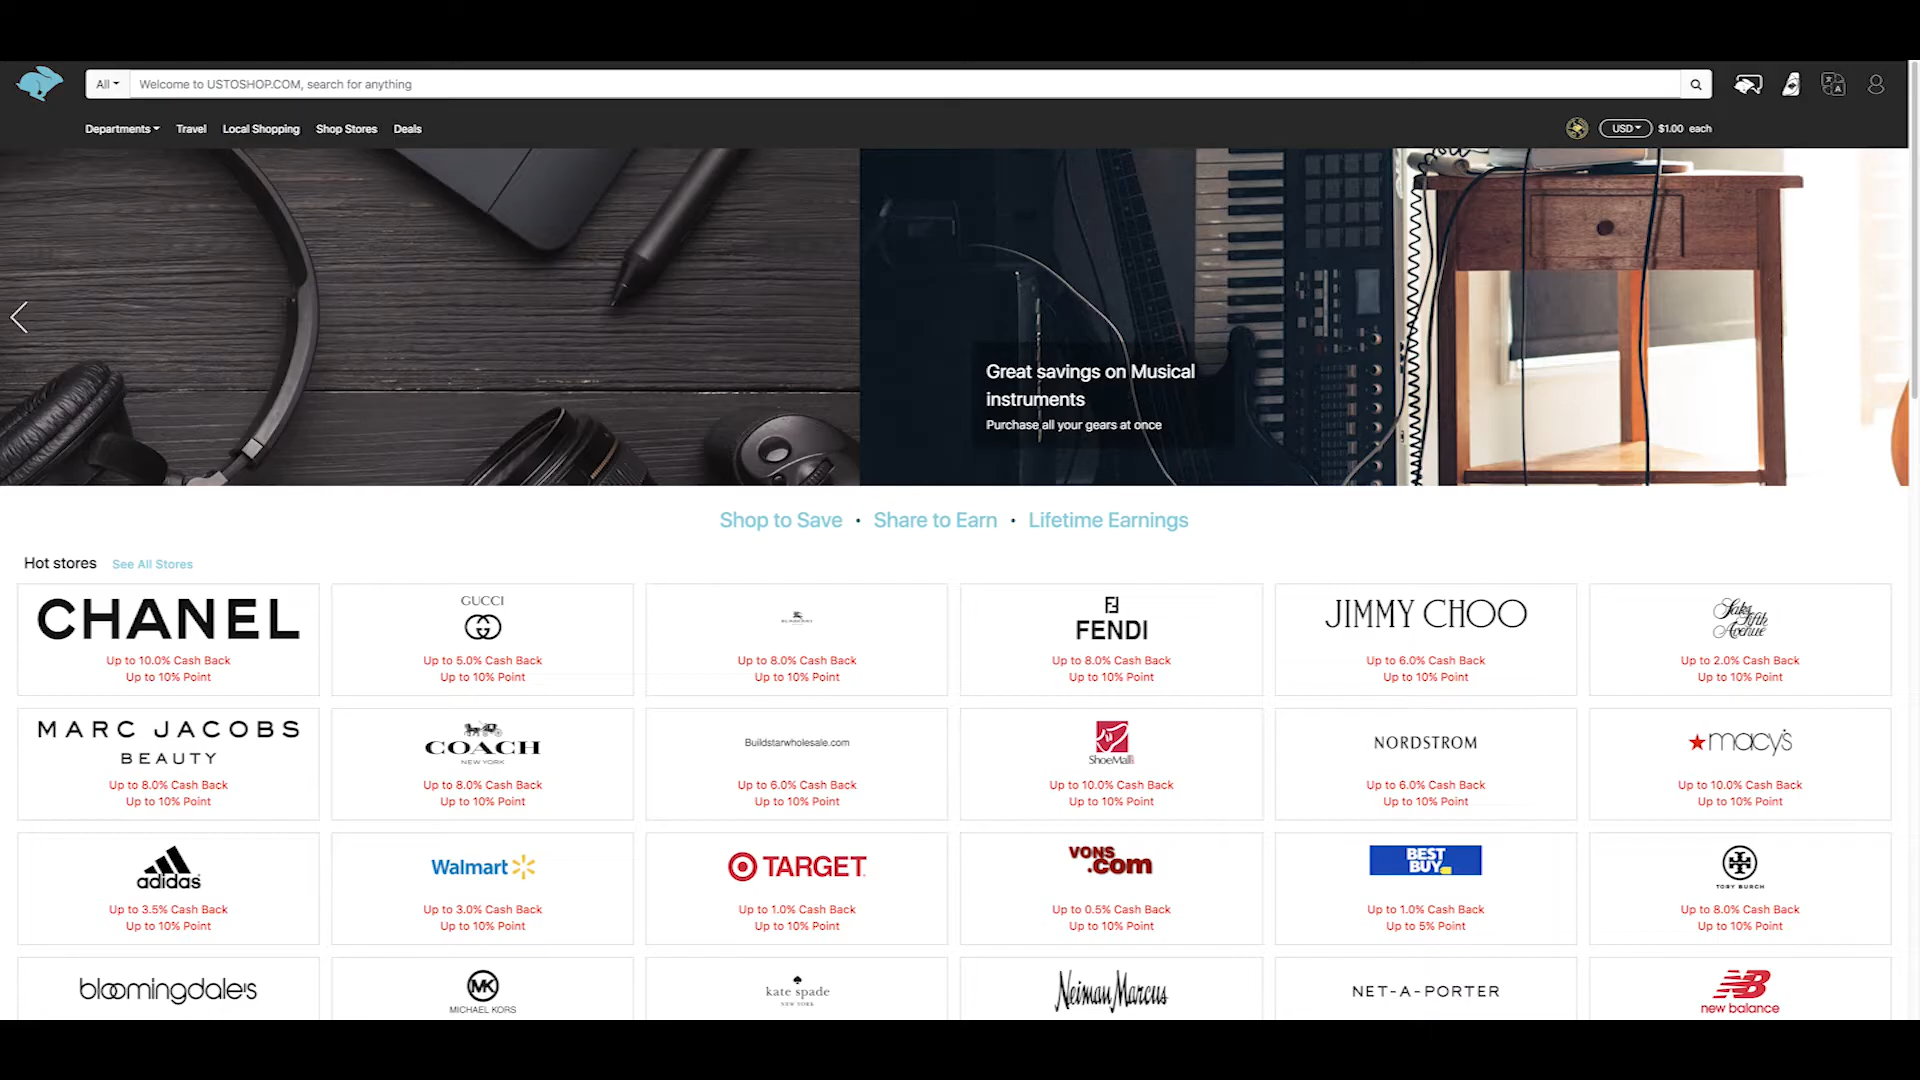 All
Welcome to USTOSHOP.COM, search for anything
Departments Travel Local Shopping Shop Stores Deals
USD $1.00 each
Great savings on Musical
instruments
Purchase all your gears at once
Shop to Save · Share to Earn · Lifetime Earnings
Hot stores See All Stores
CHANEL
Up to 10.0% Cash Back
Up to 10% Point
GUCCI
Up to 5.0% Cash Back
Up to 10% Point
Up to 8.0% Cash Back
Up to 10% Point
FENDI
Up to 8.0% Cash Back
Up to 10% Point
JIMMY CHOO
Up to 6.0% Cash Back
Up to 10% Point
Saks
Fifth
Avenue
Up to 2.0% Cash Back
Up to 10% Point
MARC JACOBS
BEAUTY
Up to 8.0% Cash Back
Up to 10% Point
COACH
NEW YORK
Up to 8.0% Cash Back
Up to 10% Point
Buildstarwholesale.com
Up to 6.0% Cash Back
Up to 10% Point
ShoeMall
Up to 10.0% Cash Back
Up to 10% Point
NORDSTROM
Up to 6.0% Cash Back
Up to 10% Point
macy's
Up to 10.0% Cash Back
Up to 10% Point
adidas
Up to 3.5% Cash Back
Up to 10% Point
Walmart
Up to 3.0% Cash Back
Up to 10% Point
TARGET
Up to 1.0% Cash Back
Up to 10% Point
VONS
.com
Up to 0.5% Cash Back
Up to 10% Point
BEST
BUY
Up to 1.0% Cash Back
Up to 5% Point
TORY BURCH
Up to 8.0% Cash Back
Up to 10% Point
bloomingdale's
MK
MICHAEL KORS
kate spade
NEW YORK
Neiman Marcus
NET-A-PORTER
NB
new balance